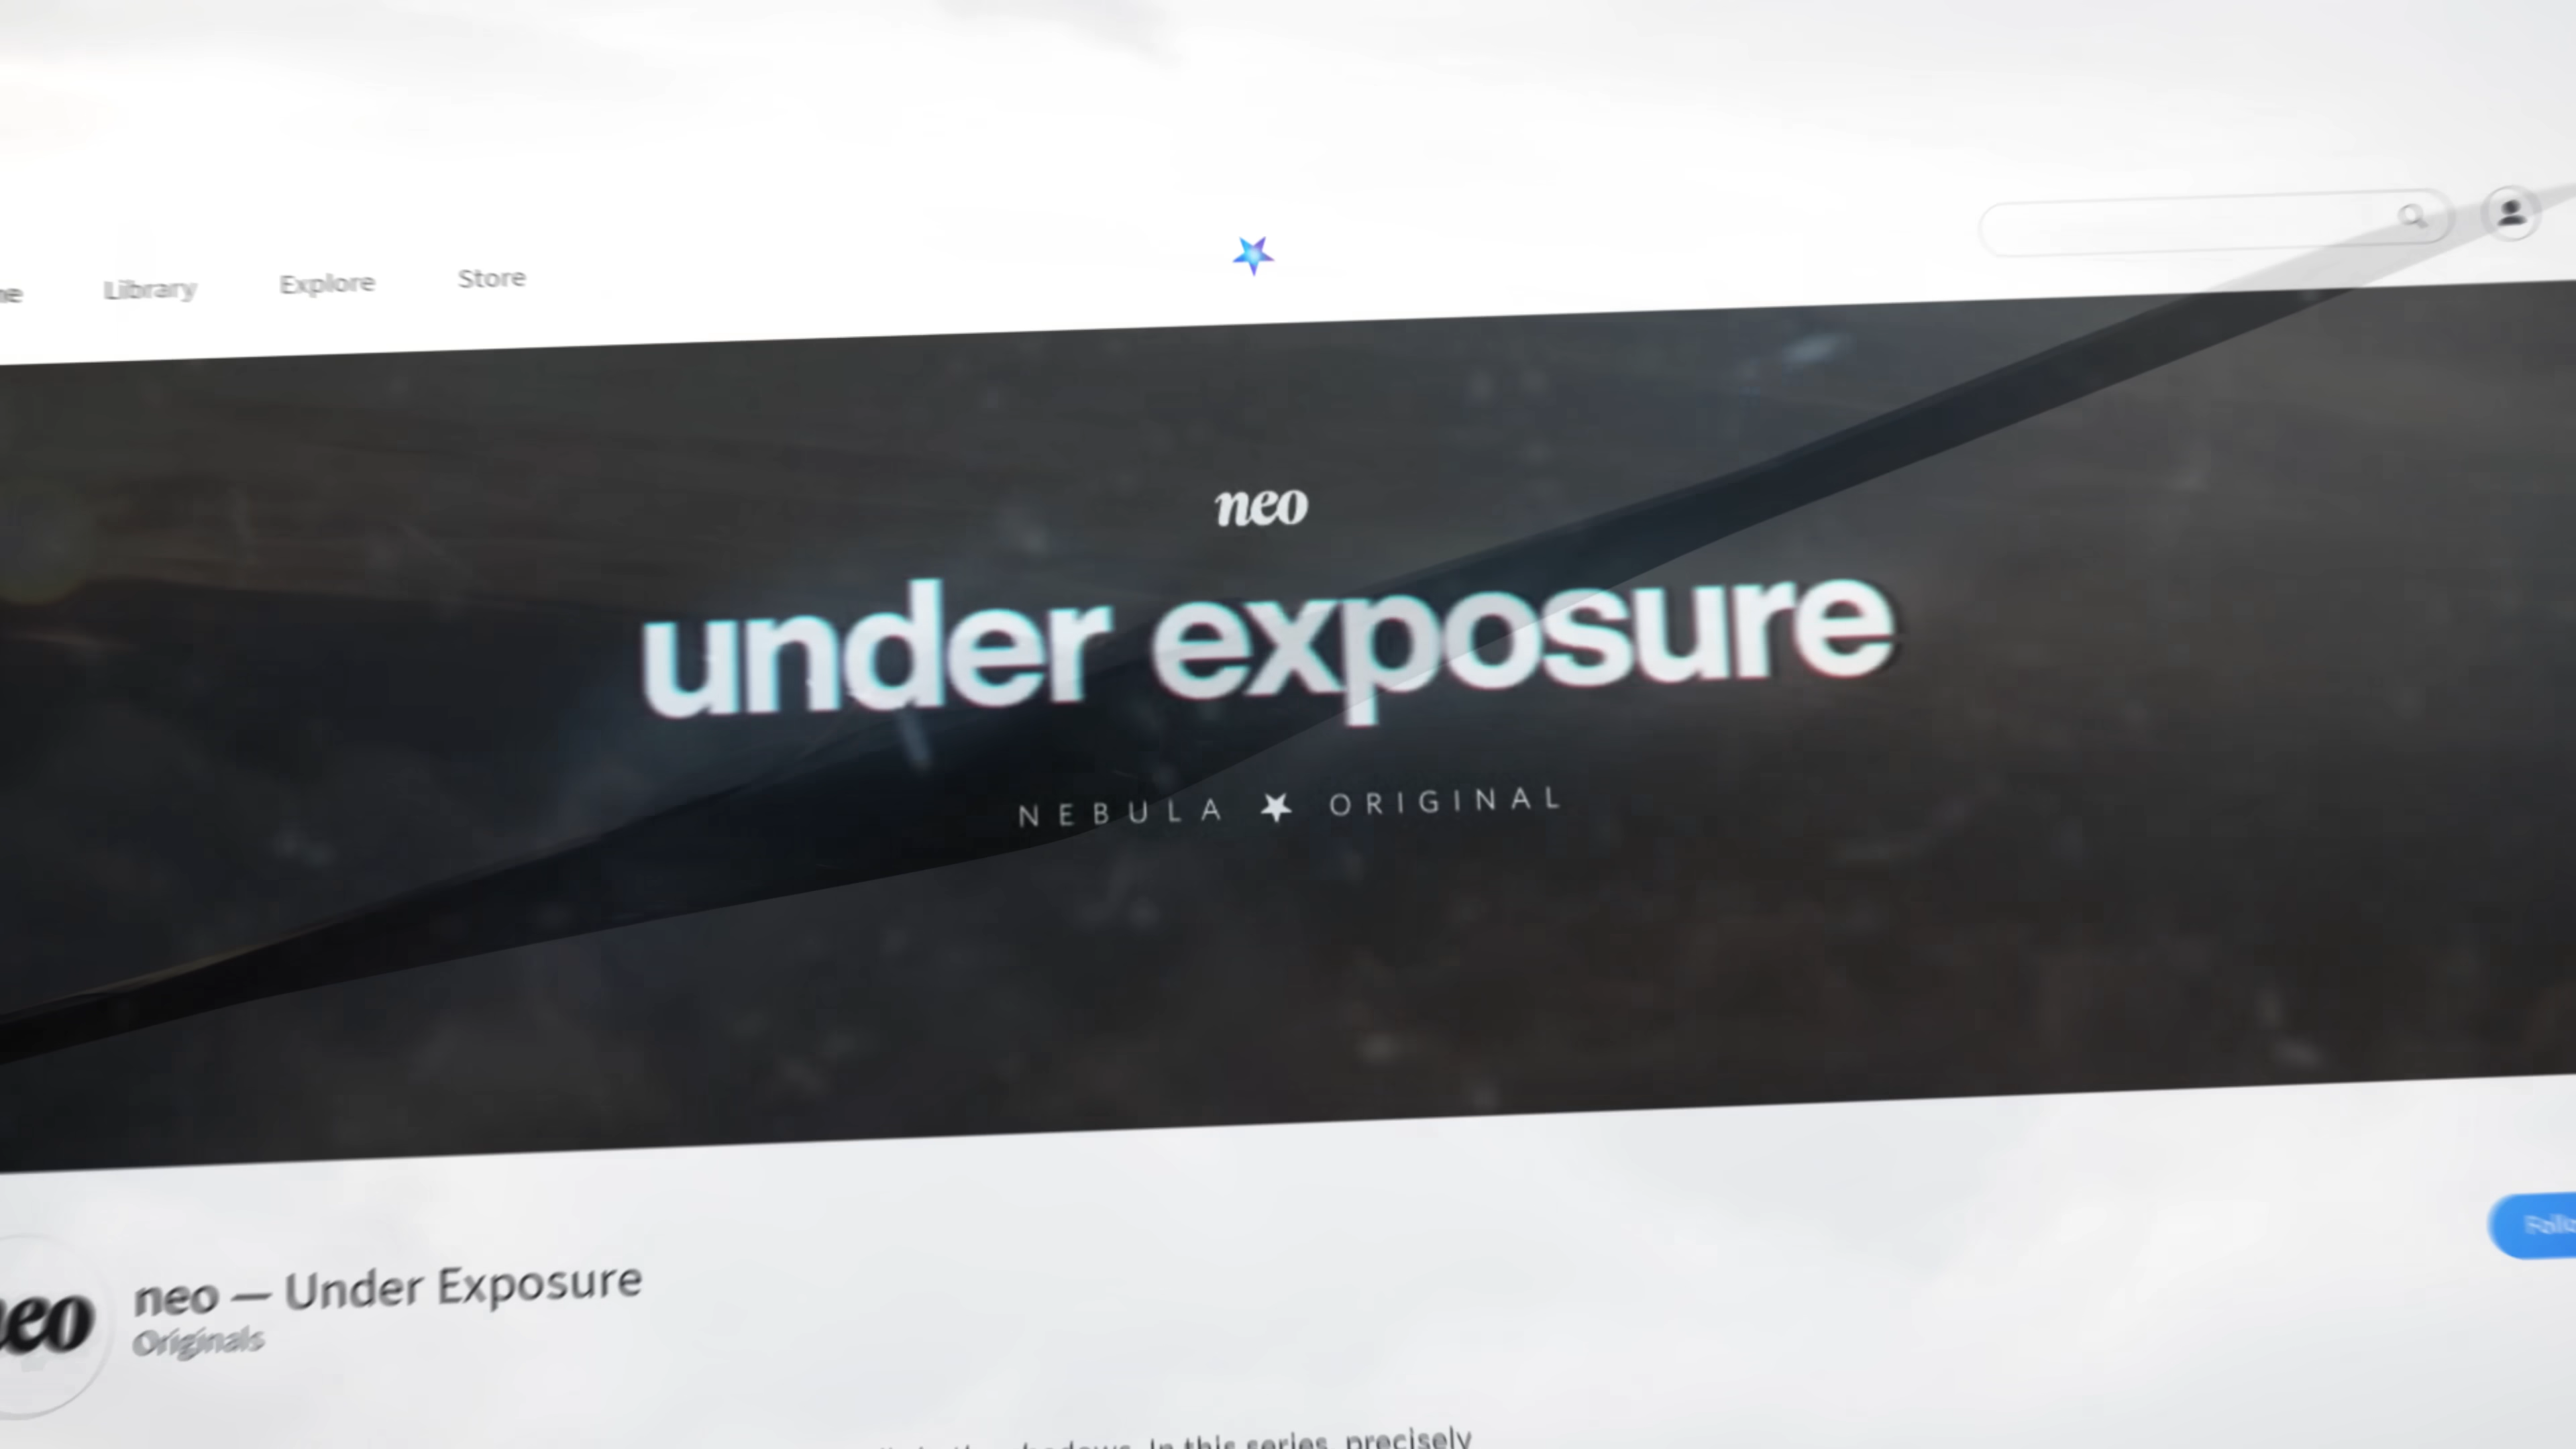 Library Explore Store
neo
under exposure
NEBULA ORIGINAL
neo — Under Exposure
Originals
In this series, precisely